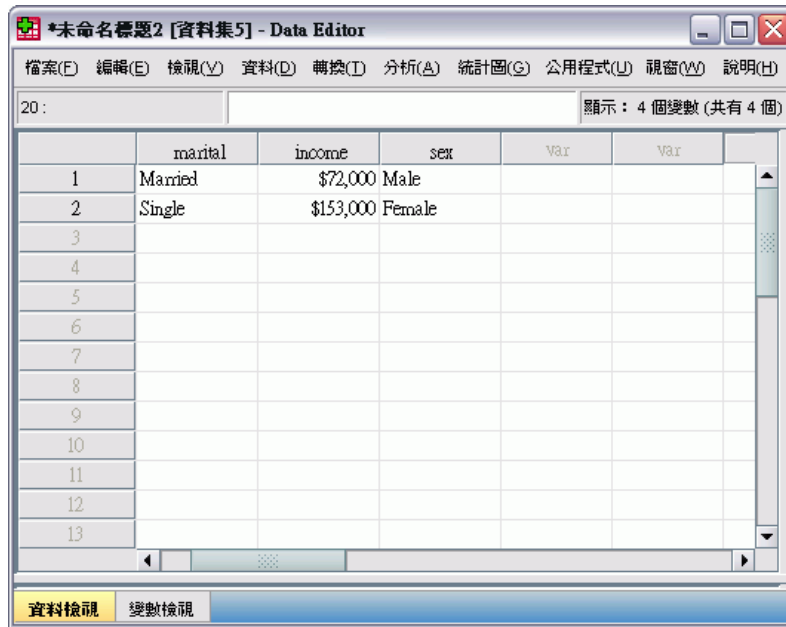 *未命名標題2 [資料集5] - Data Editor
檔案(F) 編輯(E) 檢視(V) 資料(D) 轉換(T) 分析(A) 統計圖(G) 公用程式(U) 視窗(W) 說明(H)
20 : 顯示： 4 個變數 (共有 4 個)
marital income sex var var
1 Married $72,000 Male
2 Single $153,000 Female
3
4
5
6
7
8
9
10
11
12
13
資料檢視 變數檢視